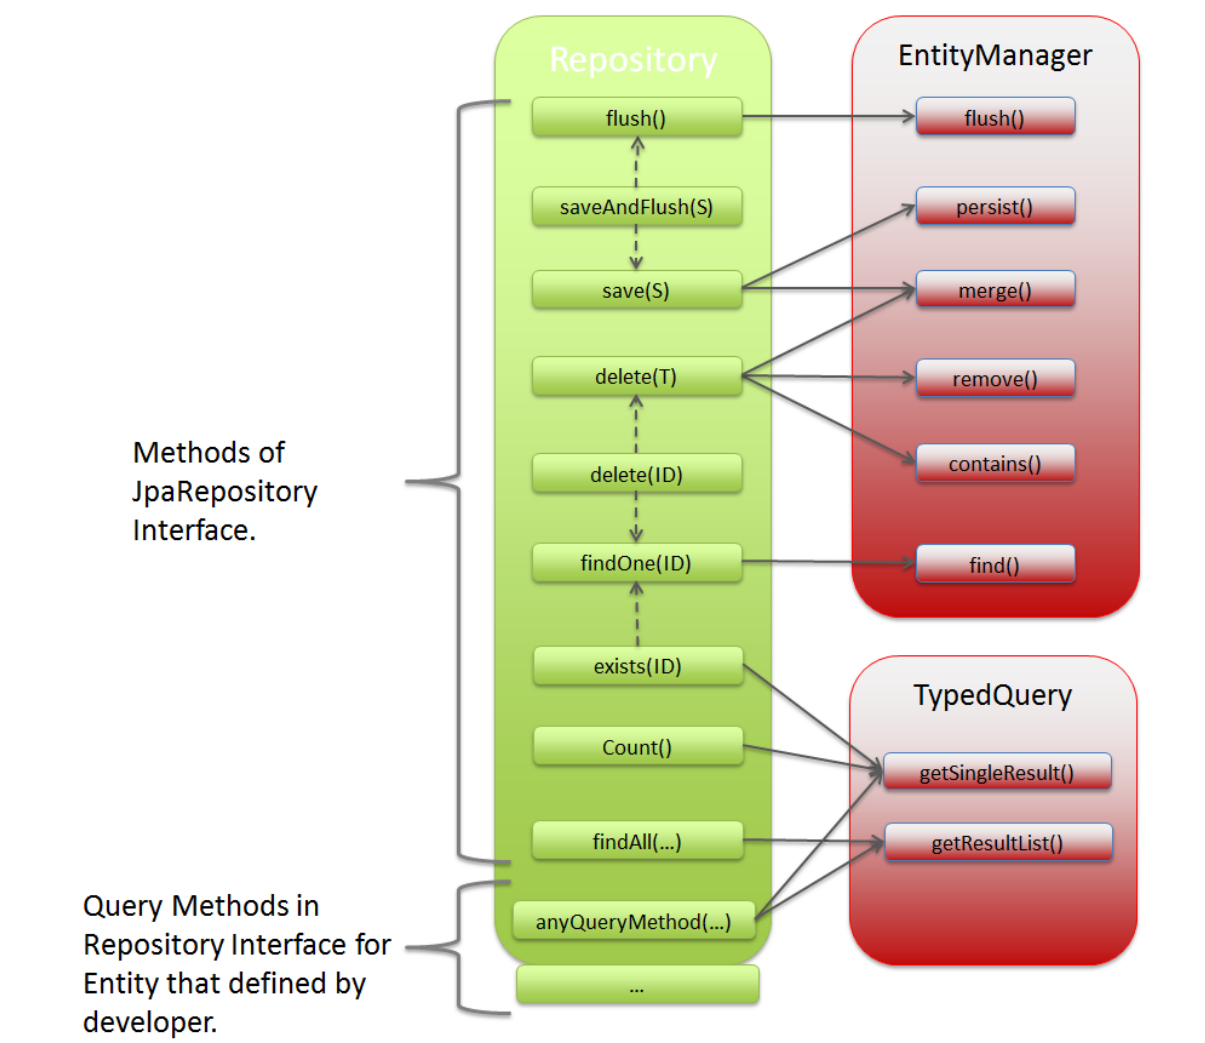 Repository
flush()
saveAndFlush(S)
save(S)
delete(T)
delete(ID)
findOne(ID)
exists(ID)
Count()
findAll(...)
anyQueryMethod(...)
...
EntityManager
flush()
persist()
merge()
remove()
contains()
find()
TypedQuery
getSingleResult()
getResultList()
Methods of
JpaRepository
Interface.
Query Methods in
Repository Interface for
Entity that defined by
developer.